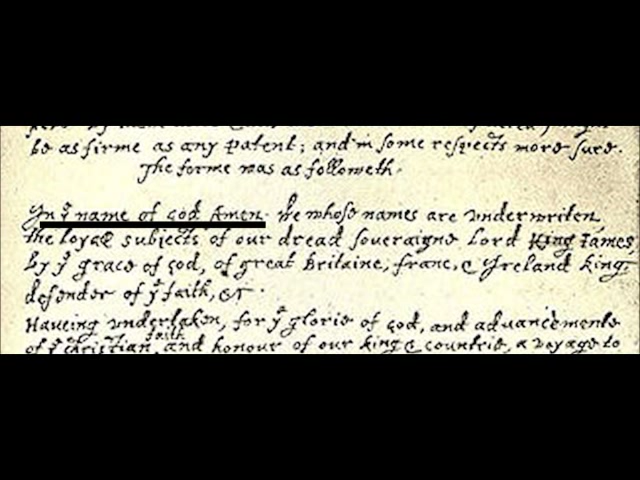 be as firme as any patent; and in some respects more sure.
The forme was as followeth.
In yͤ name of God Amen. We whose names are underwriten,
the loyall subjects of our dread soveraigne Lord King James,
by yͤ grace of God, of great Britaine, franc, & Ireland king,
defender of yͤ faith, &c.
Haveing undertaken, for yͤ glorie of God, and advancemente
of yͤ christian faith and honour of our king & countrie, a voyage to